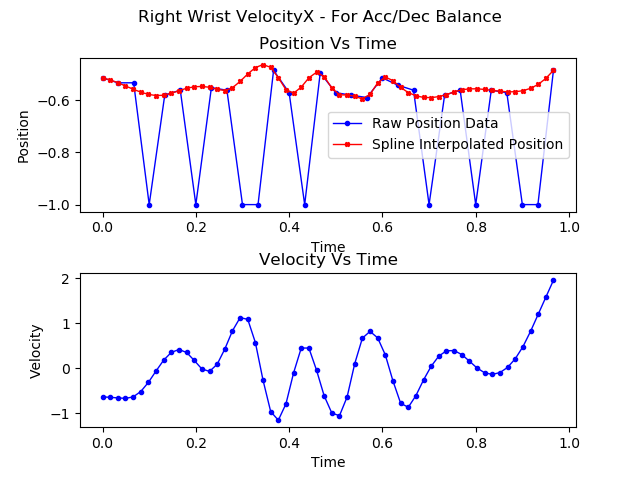 Right Wrist VelocityX - For Acc/Dec Balance
Position Vs Time
Position
−0.6
−0.8
−1.0
Raw Position Data
Spline Interpolated Position
0.0 0.2 0.4 0.6 0.8 1.0
Time
Velocity Vs Time
Velocity
2
1
0
−1
0.0 0.2 0.4 0.6 0.8 1.0
Time